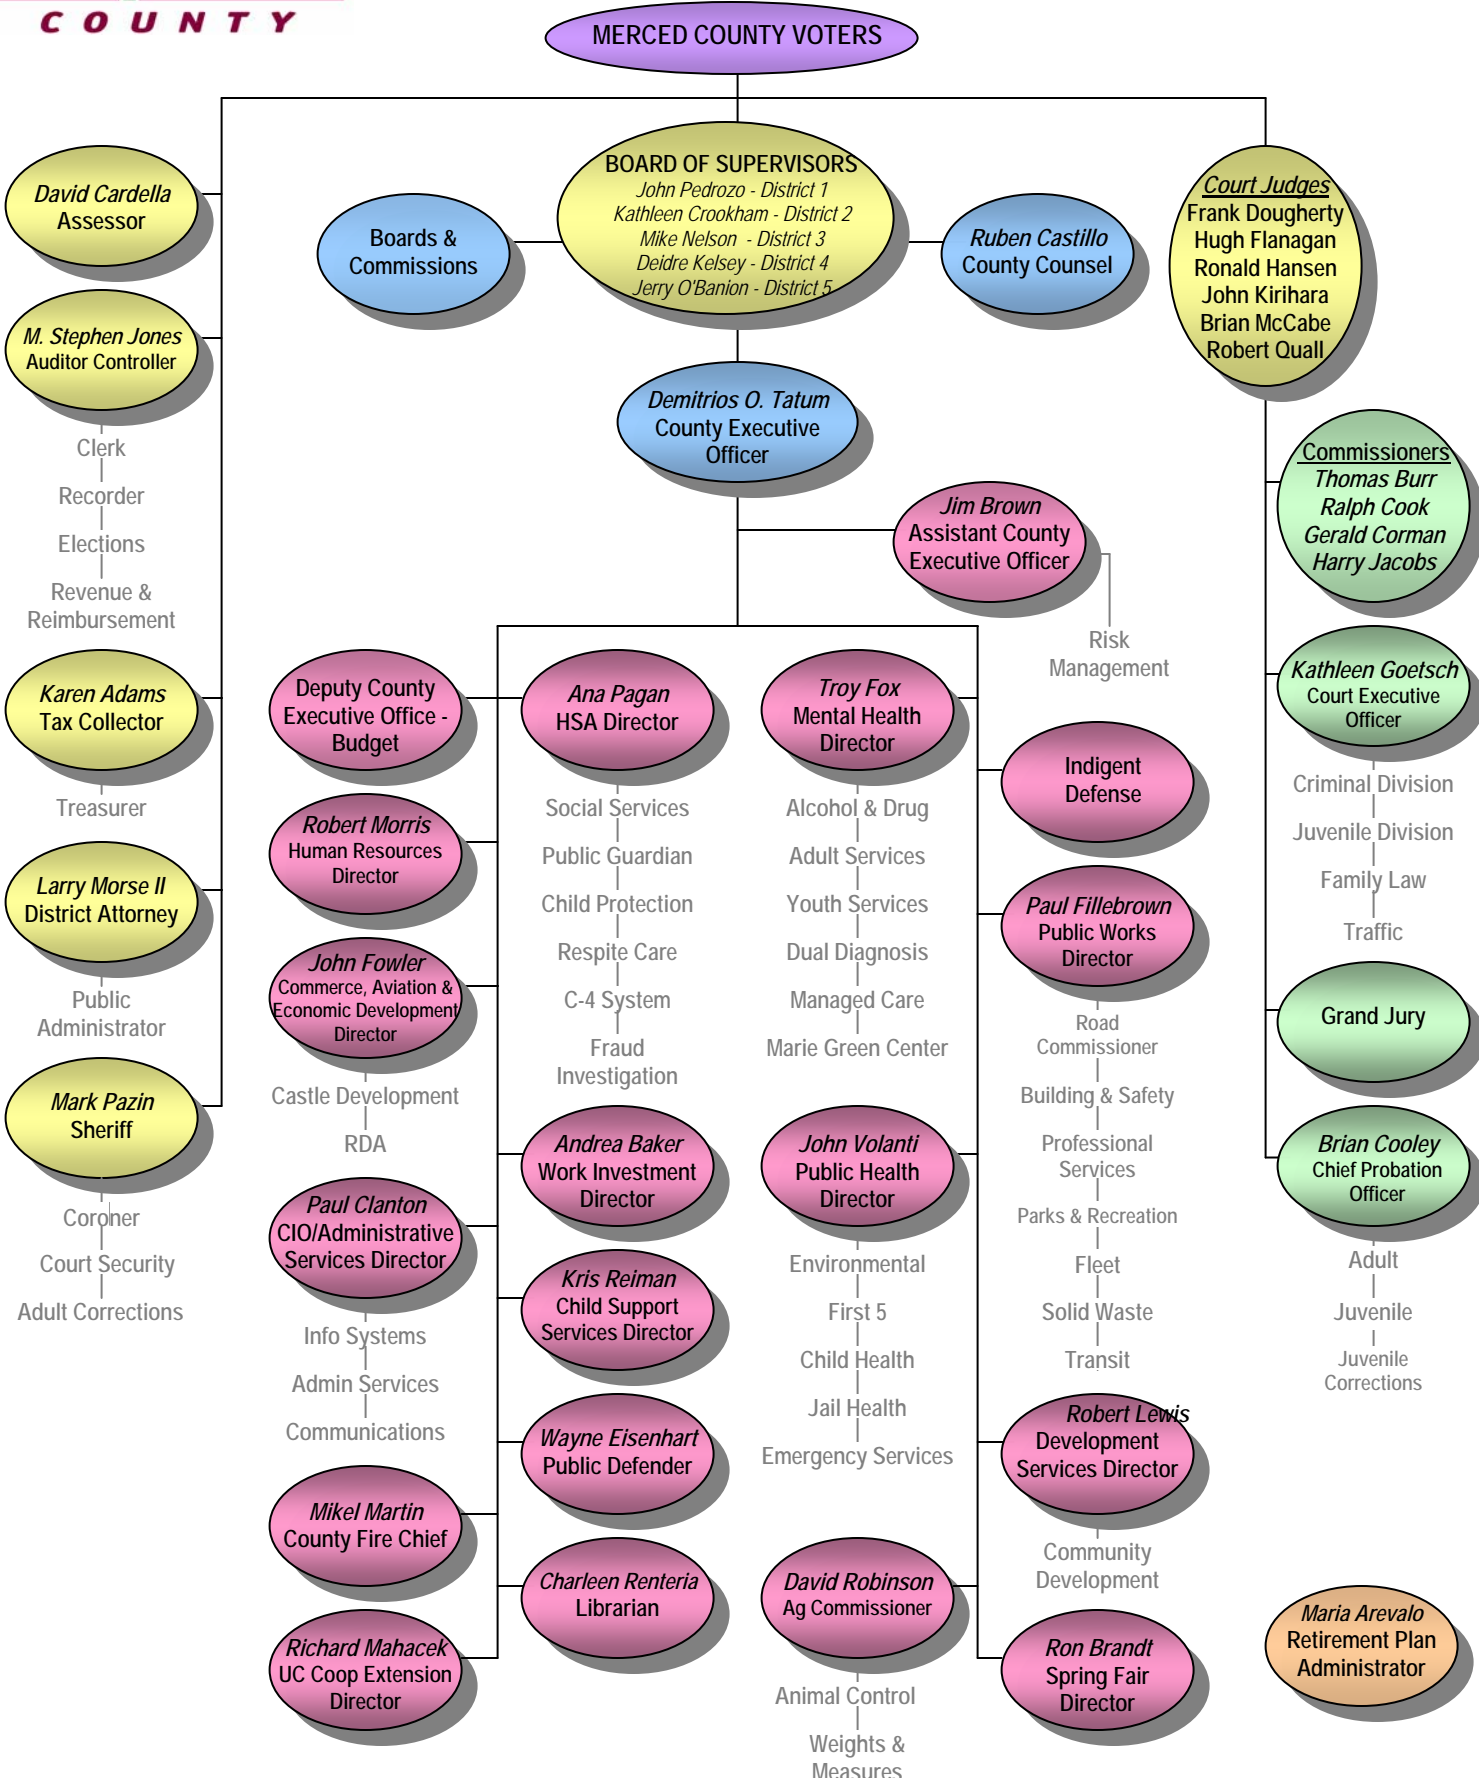 COUNTY
MERCED COUNTY VOTERS
BOARD OF SUPERVISORS
John Pedrozo - District 1
Kathleen Crookham - District 2
Mike Nelson - District 3
Deidre Kelsey - District 4
Jerry O'Banion - District 5
Boards &
Commissions
Ruben Castillo
County Counsel
Court Judges
Frank Dougherty
Hugh Flanagan
Ronald Hansen
John Kirihara
Brian McCabe
Robert Quall
David Cardella
Assessor
M. Stephen Jones
Auditor Controller
Clerk
Recorder
Elections
Revenue &
Reimbursement
Karen Adams
Tax Collector
Treasurer
Larry Morse II
District Attorney
Public
Administrator
Mark Pazin
Sheriff
Coroner
Court Security
Adult Corrections
Demitrios O. Tatum
County Executive
Officer
Jim Brown
Assistant County
Executive Officer
Risk
Management
Deputy County
Executive Office -
Budget
Robert Morris
Human Resources
Director
John Fowler
Commerce, Aviation &
Economic Development
Director
Castle Development
RDA
Paul Clanton
CIO/Administrative
Services Director
Info Systems
Admin Services
Communications
Mikel Martin
County Fire Chief
Richard Mahacek
UC Coop Extension
Director
Ana Pagan
HSA Director
Social Services
Public Guardian
Child Protection
Respite Care
C-4 System
Fraud
Investigation
Andrea Baker
Work Investment
Director
Kris Reiman
Child Support
Services Director
Wayne Eisenhart
Public Defender
Charleen Renteria
Librarian
Troy Fox
Mental Health
Director
Alcohol & Drug
Adult Services
Youth Services
Dual Diagnosis
Managed Care
Marie Green Center
John Volanti
Public Health
Director
Environmental
First 5
Child Health
Jail Health
Emergency Services
David Robinson
Ag Commissioner
Animal Control
Weights &
Measures
Indigent
Defense
Paul Fillebrown
Public Works
Director
Road
Commissioner
Building & Safety
Professional
Services
Parks & Recreation
Fleet
Solid Waste
Transit
Robert Lewis
Development
Services Director
Community
Development
Ron Brandt
Spring Fair
Director
Commissioners
Thomas Burr
Ralph Cook
Gerald Corman
Harry Jacobs
Kathleen Goetsch
Court Executive
Officer
Criminal Division
Juvenile Division
Family Law
Traffic
Grand Jury
Brian Cooley
Chief Probation
Officer
Adult
Juvenile
Juvenile
Corrections
Maria Arevalo
Retirement Plan
Administrator